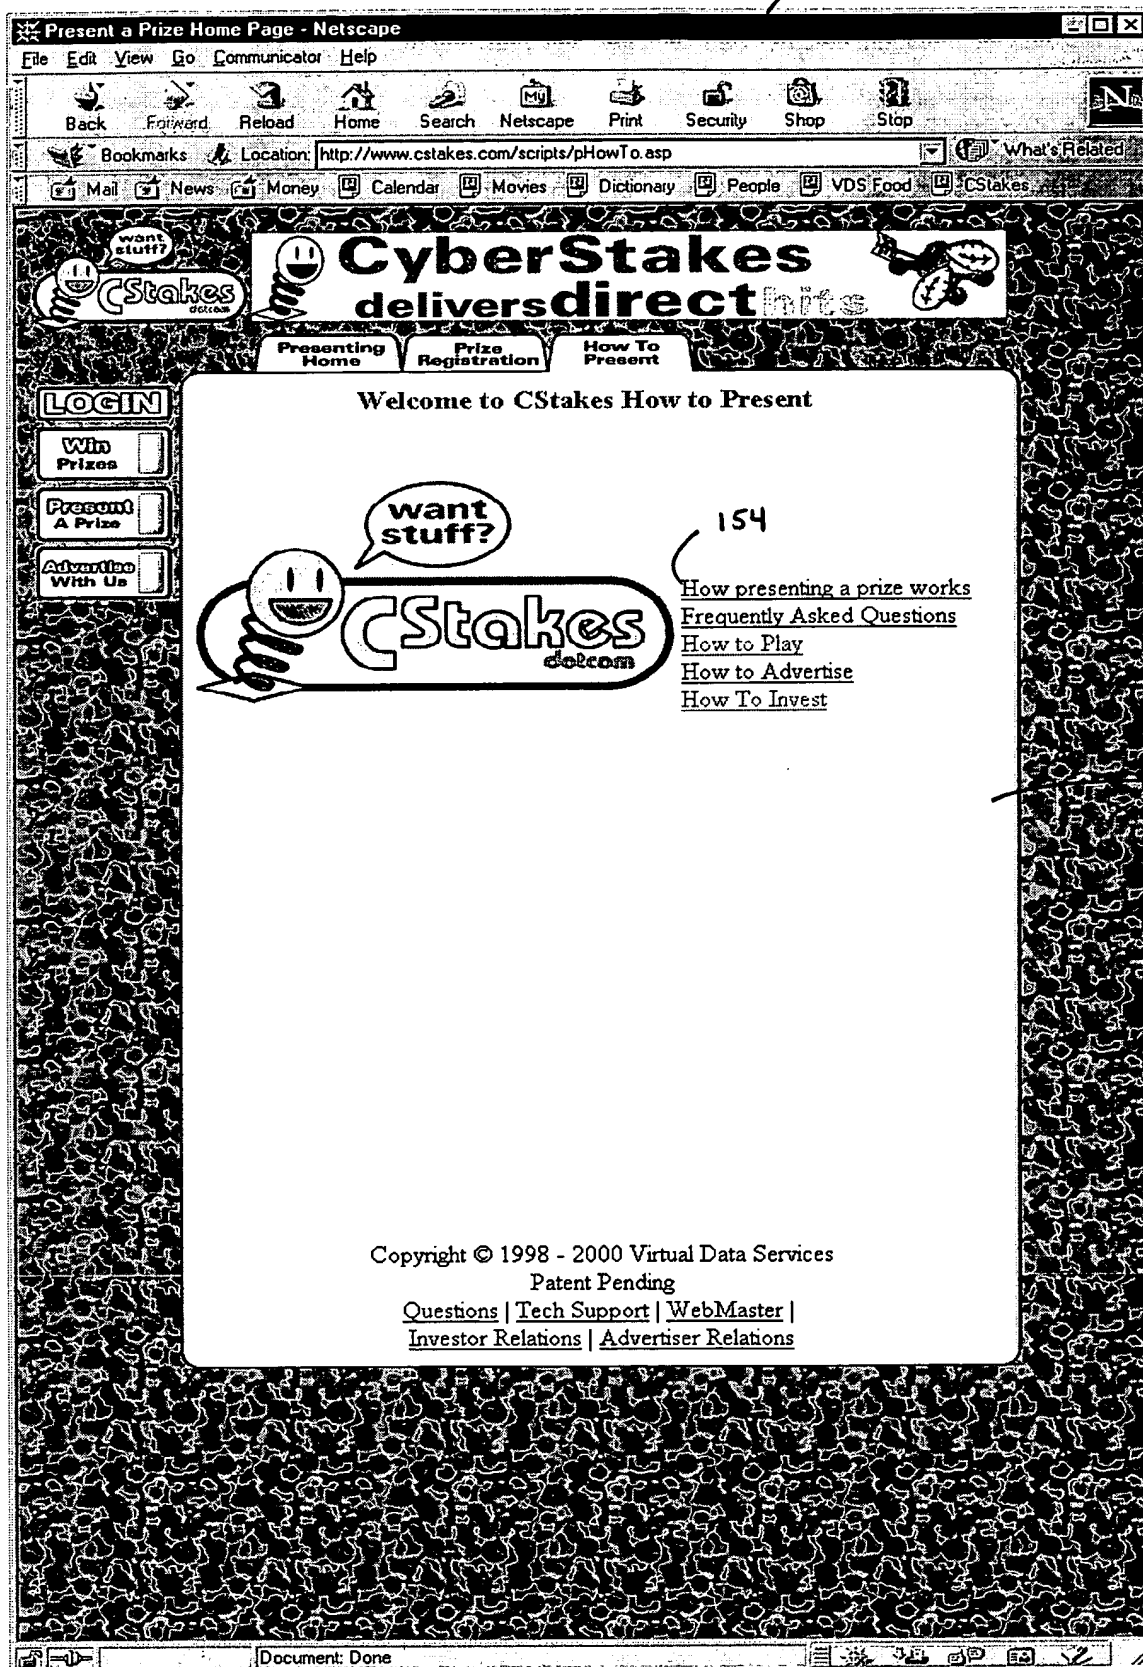 Present a Prize Home Page - Netscape
File Edit View Go Communicator Help
Back Forward Reload Home Search Netscape Print Security Shop Stop
My
N
Bookmarks Location: http://www.cstakes.com/scripts/pHowTo.asp What's Related
Mail News Money Calendar Movies Dictionary People VDS Food CStakes
want stuff?
CStakes
dotcom
CyberStakes
delivers direct hits
Presenting Home
Prize Registration
How To Present
LOGIN
Win Prizes
Present A Prize
Advertise With Us
Welcome to CStakes How to Present
want
stuff?
CStakes
dotcom
154
How presenting a prize works
Frequently Asked Questions
How to Play
How to Advertise
How To Invest
Copyright © 1998 - 2000 Virtual Data Services
Patent Pending
Questions | Tech Support | WebMaster |
Investor Relations | Advertiser Relations
Document: Done